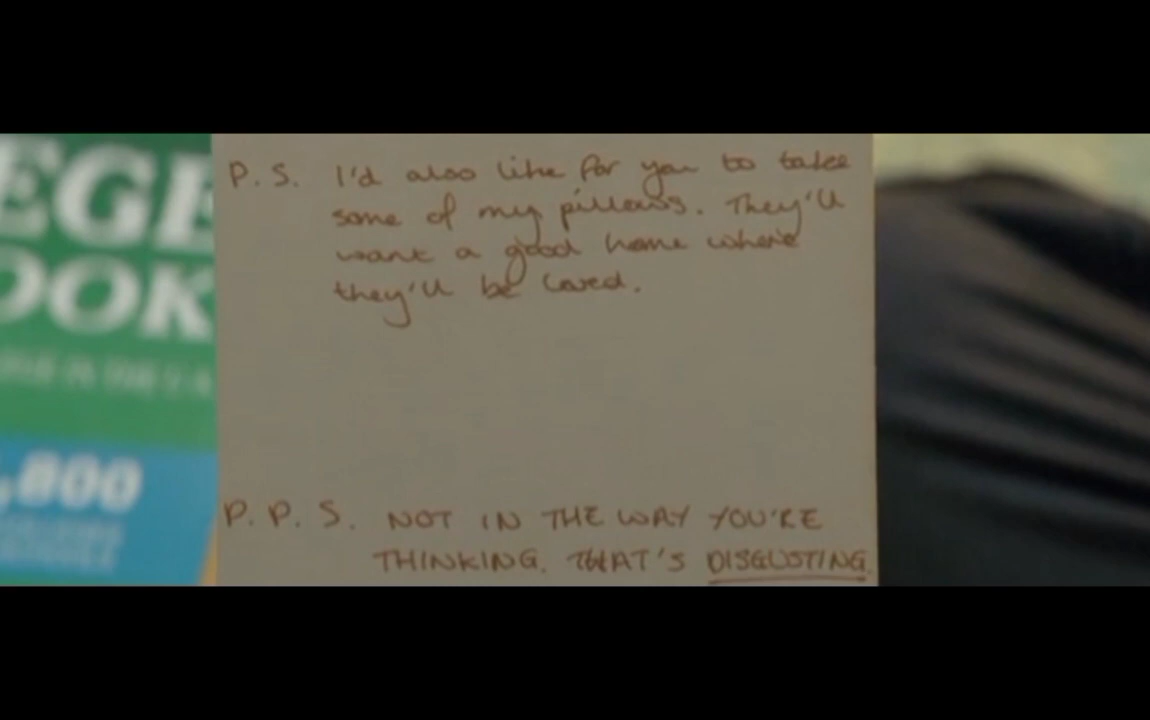 EGE
OOK
,800
P.S. I'd also like for you to take
some of my pillows. They'll
want a good home where
they'll be loved.
P. P. S. NOT IN THE WAY YOU'RE
THINKING. THAT'S DISGUSTING.